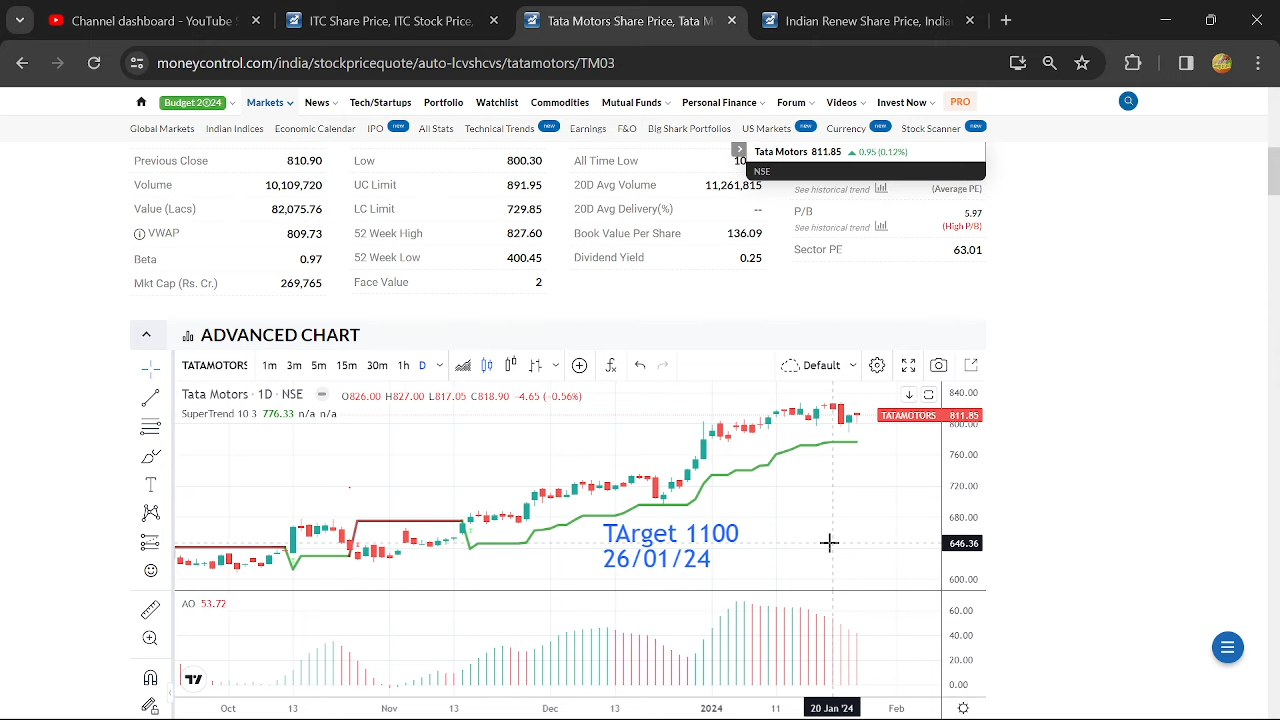 Channel dashboard - YouTube S
ITC Share Price, ITC Stock Price,
Tata Motors Share Price, Tata M
Indian Renew Share Price, India
moneycontrol.com/india/stockpricequote/auto-lcvshcvs/tatamotors/TM03
Budget 2024 Markets News Tech/Startups Portfolio Watchlist Commodities Mutual Funds Personal Finance Forum Videos Invest Now PRO
Global Markets Indian Indices Economic Calendar IPO new All Stats Technical Trends new Earnings F&O Big Shark Portfolios US Markets new Currency new Stock Scanner new
Tata Motors 811.85 0.95 (0.12%)
NSE
Previous Close 810.90
Volume 10,109,720
Value (Lacs) 82,075.76
VWAP 809.73
Beta 0.97
Mkt Cap (Rs. Cr.) 269,765
Low 800.30
UC Limit 891.95
LC Limit 729.85
52 Week High 827.60
52 Week Low 400.45
Face Value 2
All Time Low
20D Avg Volume 11,261,815
20D Avg Delivery(%) --
Book Value Per Share 136.09
Dividend Yield 0.25
See historical trend (Average PE)
P/B 5.97
See historical trend (High P/B)
Sector PE 63.01
ADVANCED CHART
TATAMOTORS 1m 3m 5m 15m 30m 1h D Default
Tata Motors · 1D · NSE O826.00 H827.00 L817.05 C818.90 -4.65 (-0.56%)
SuperTrend 10 3 776.33 n/a n/a
840.00
TATAMOTORS 811.85
800.00
760.00
720.00
680.00
646.36
600.00
TArget 1100
26/01/24
AO 53.72
60.00
40.00
20.00
0.00
Oct 13 Nov 13 Dec 13 2024 11 20 Jan '24 Feb